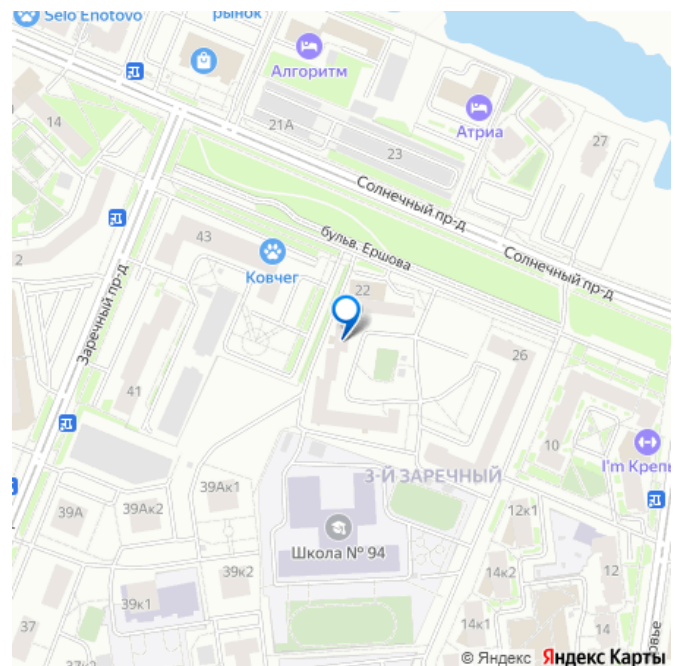 Selo Enotovo
рынок
Алгоритм
14
21А
23
Атриа
27
Солнечный пр-д
бульв. Ершова
Солнечный пр-д
43
Ковчег
2
22
Заречный пр-д
41
26
10
I'm Крепы
3-Й ЗАРЕЧНЫЙ
39А
39Ак2
39Ак1
12к1
Школа № 94
39к2
14к2
12
39к1
37
14к1
14
37к2
© Яндекс Яндекс Карты